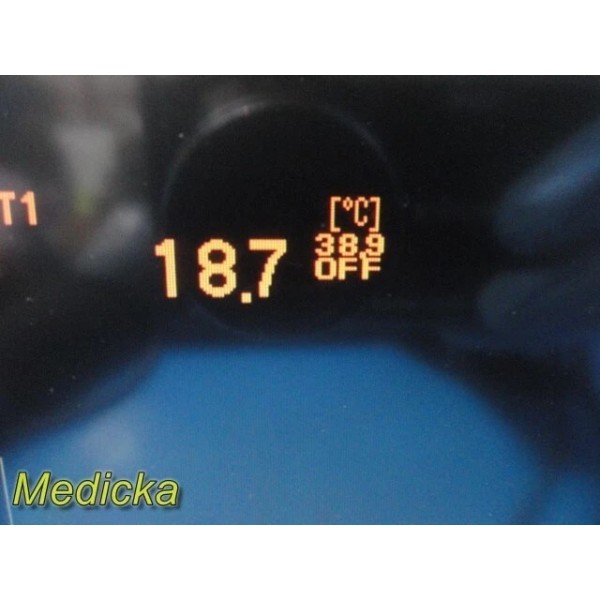 T1
[°C]
18.7
38.9
OFF
Medicka